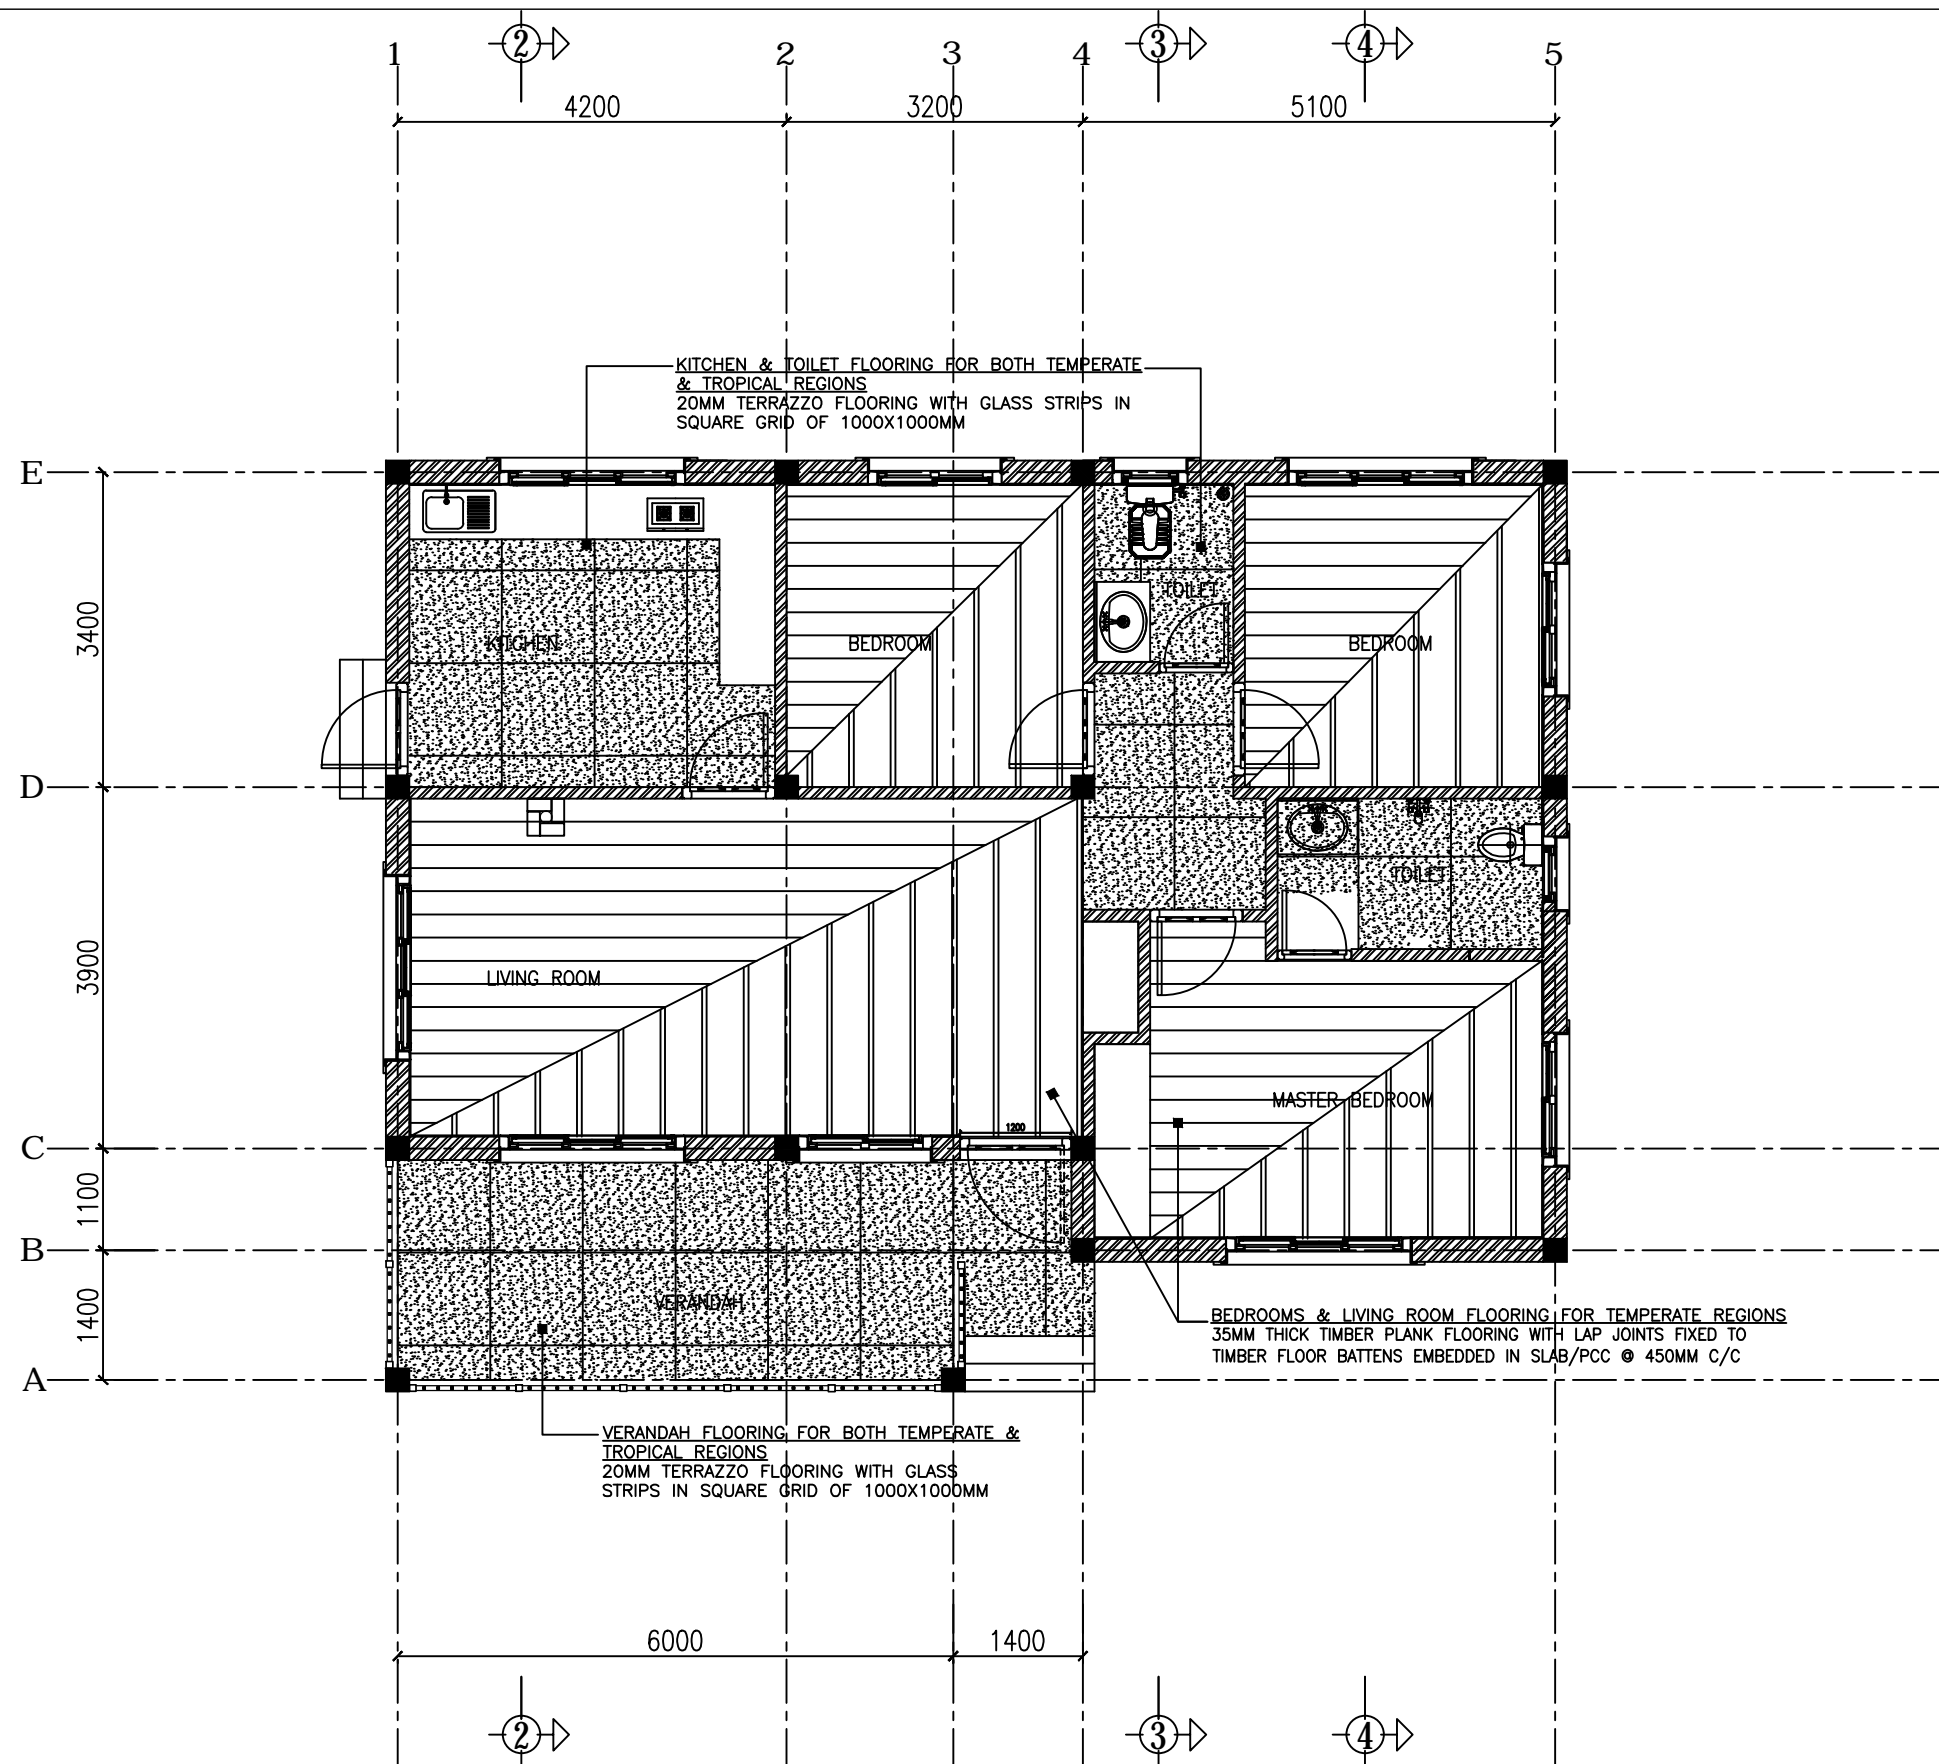 2 3 4
1 2 3 4 5
4200 3200 5100
KITCHEN & TOILET FLOORING FOR BOTH TEMPERATE
& TROPICAL REGIONS
20MM TERRAZZO FLOORING WITH GLASS STRIPS IN
SQUARE GRID OF 1000X1000MM
E
TOILET
3400
KITCHEN BEDROOM BEDROOM
D
TOILET
3900
LIVING ROOM
MASTER BEDROOM
1200
C
1100
B
VERANDAH
1400
BEDROOMS & LIVING ROOM FLOORING FOR TEMPERATE REGIONS
35MM THICK TIMBER PLANK FLOORING WITH LAP JOINTS FIXED TO
TIMBER FLOOR BATTENS EMBEDDED IN SLAB/PCC @ 450MM C/C
A
VERANDAH FLOORING FOR BOTH TEMPERATE &
TROPICAL REGIONS
20MM TERRAZZO FLOORING WITH GLASS
STRIPS IN SQUARE GRID OF 1000X1000MM
6000 1400
2 3 4